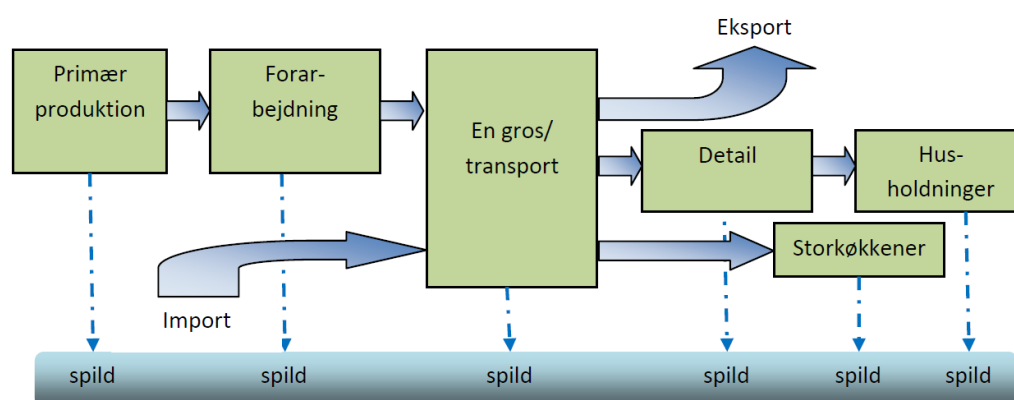 Eksport
Primær
produktion
Forar-
bejdning
En gros/
transport
Detail
Hus-
holdninger
Storkøkkener
Import
spild
spild
spild
spild
spild
spild